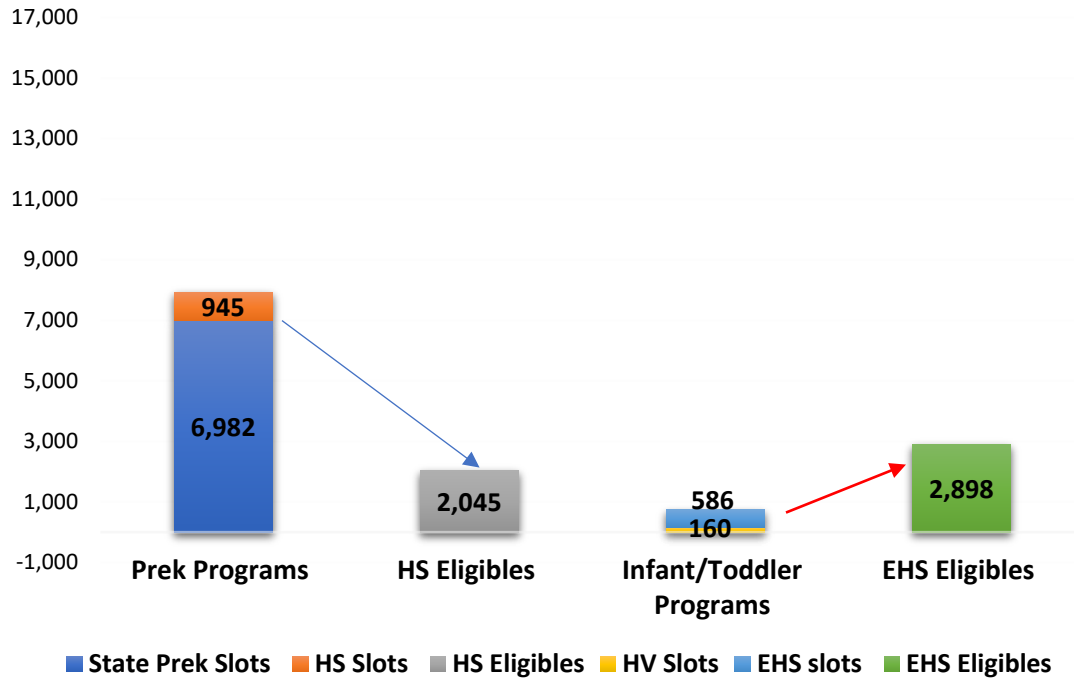 17,000
15,000
13,000
11,000
9,000
7,000
5,000
3,000
1,000
-1,000
945
6,982
2,045
586
160
2,898
Prek Programs
HS Eligibles
Infant/Toddler
Programs
EHS Eligibles
State Prek Slots HS Slots HS Eligibles HV Slots EHS slots EHS Eligibles